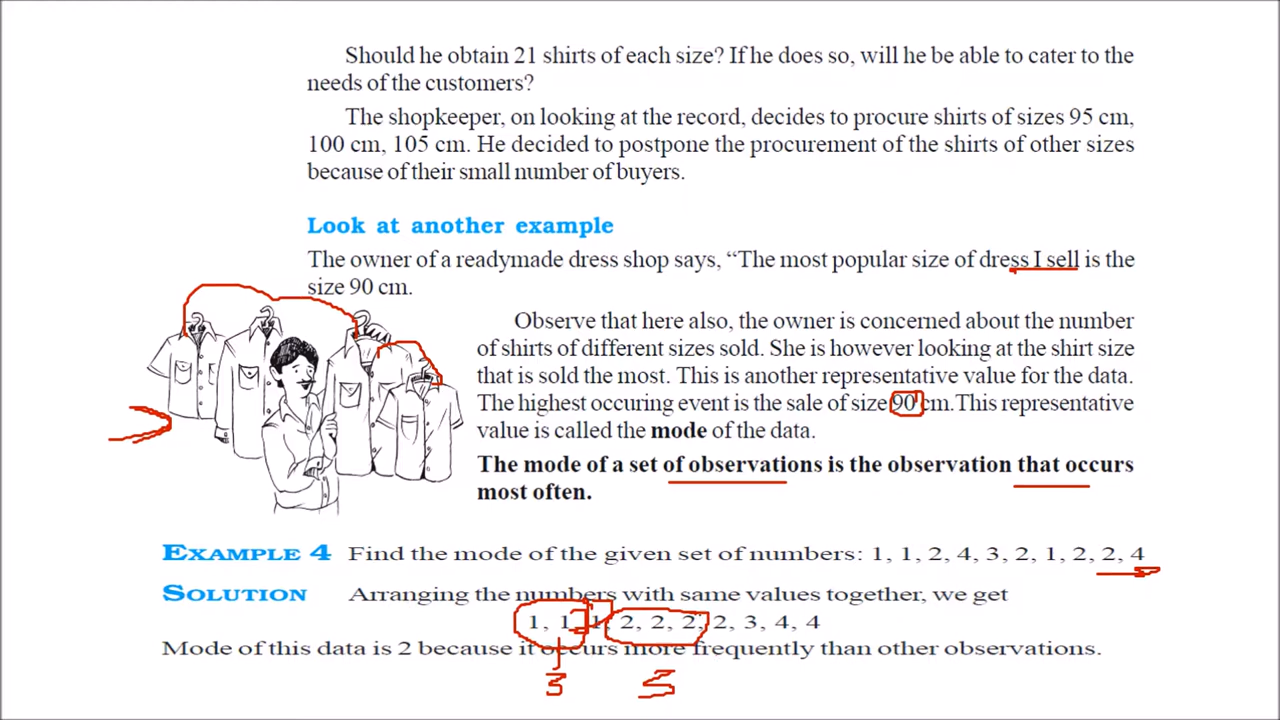 Should he obtain 21 shirts of each size? If he does so, will he be able to cater to the
needs of the customers?
The shopkeeper, on looking at the record, decides to procure shirts of sizes 95 cm,
100 cm, 105 cm. He decided to postpone the procurement of the shirts of other sizes
because of their small number of buyers.
Look at another example
The owner of a readymade dress shop says, “The most popular size of dress I sell is the
size 90 cm.
Observe that here also, the owner is concerned about the number
of shirts of different sizes sold. She is however looking at the shirt size
that is sold the most. This is another representative value for the data.
The highest occuring event is the sale of size 90 cm.This representative
value is called the mode of the data.
The mode of a set of observations is the observation that occurs
most often.
EXAMPLE 4 Find the mode of the given set of numbers: 1, 1, 2, 4, 3, 2, 1, 2, 2, 4
SOLUTION Arranging the numbers with same values together, we get
1, 1, 1, 2, 2, 2, 2, 3, 4, 4
Mode of this data is 2 because it occurs more frequently than other observations.
3 5